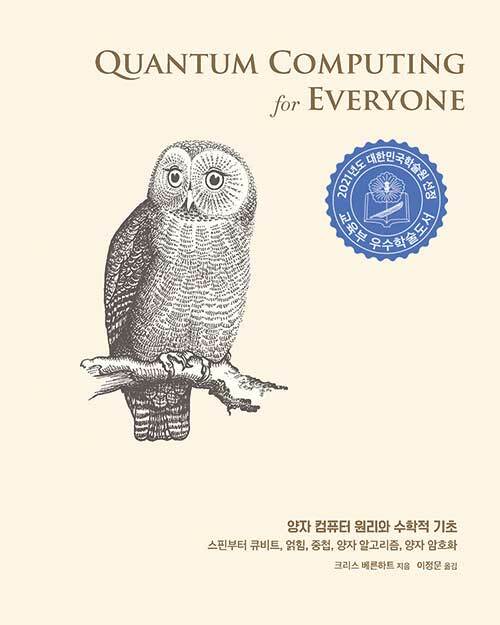 QUANTUM COMPUTING
for EVERYONE
2021년도 대한민국학술원 선정
교육부 우수학술도서
양자 컴퓨터 원리와 수학적 기초
스핀부터 큐비트, 얽힘, 중첩, 양자 알고리즘, 양자 암호화
크리스 베른하트 지음 이정문 옮김